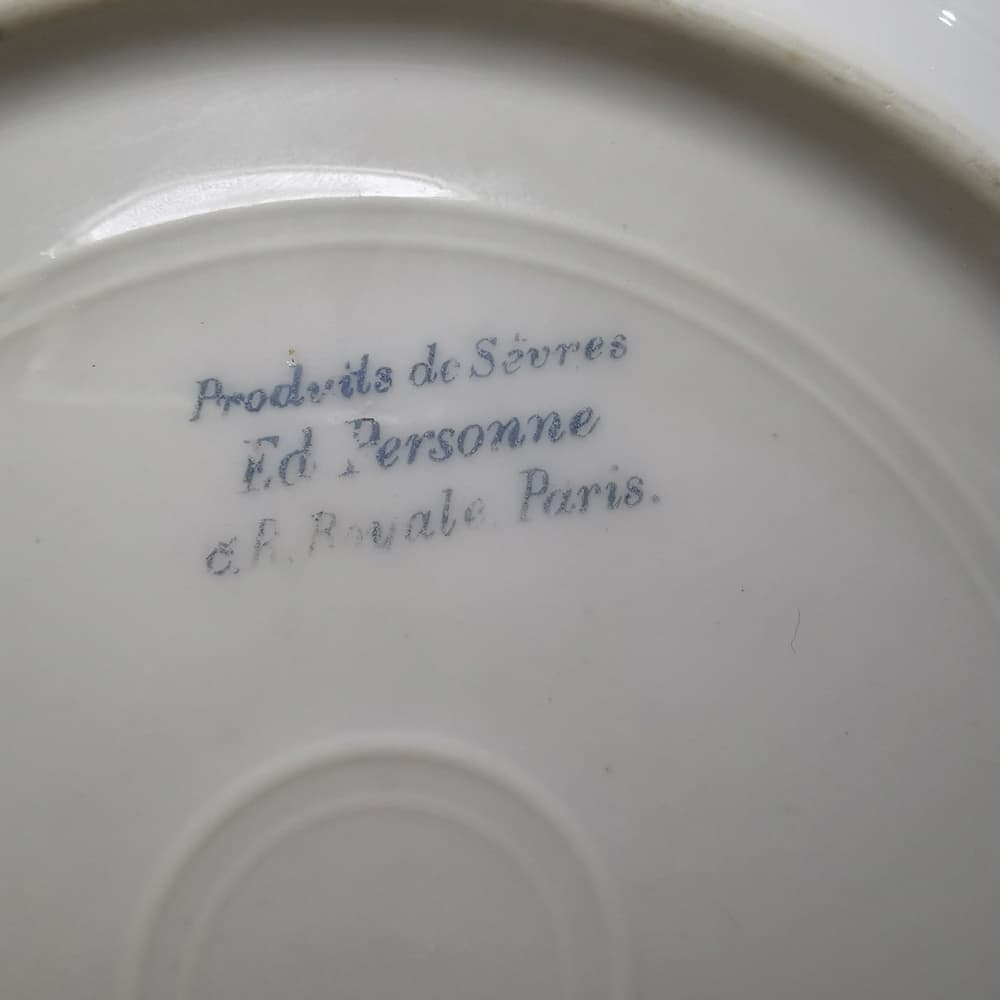 Produits de Sèvres
Ed Personne
6. R. Royale. Paris.